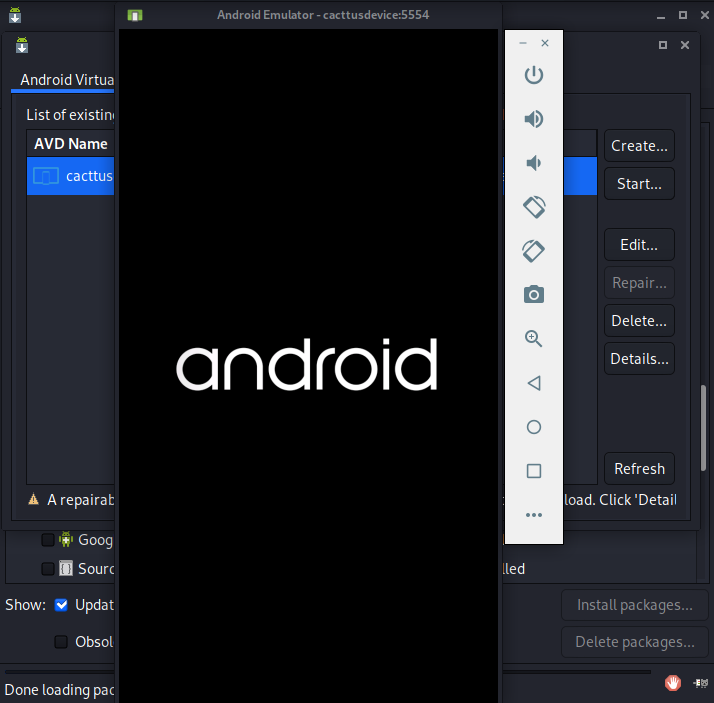 Android Emulator - cacttusdevice:5554
Android Virtua
List of existin
AVD Name
Create...
cacttus
Start...
Edit...
Repair...
Delete...
android
Details...
Refresh
A repairab
load. Click 'Detail
Goog
Sourc
lled
Show:
Updat
Install packages...
Obsol
Delete packages...
Done loading pac